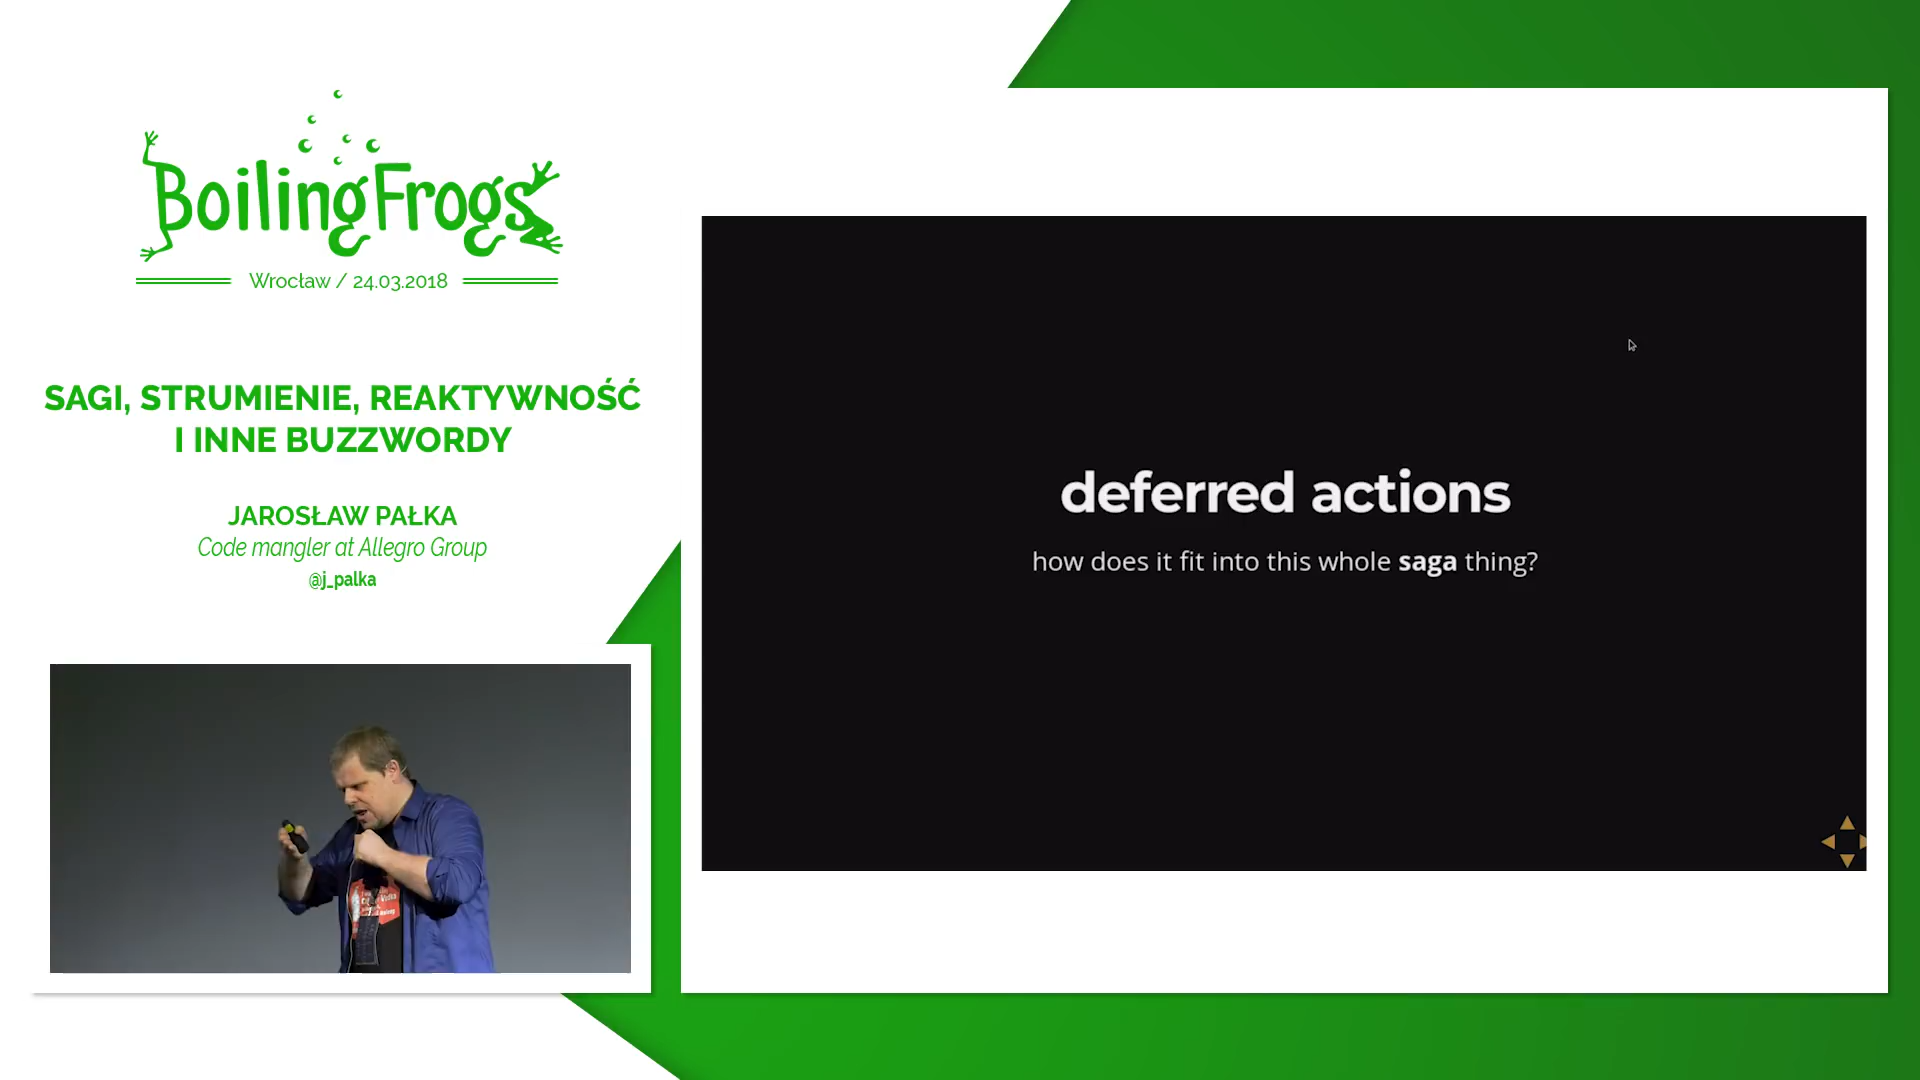 BoilingFrogs
Wrocław / 24.03.2018
SAGI, STRUMIENIE, REAKTYWNOŚĆ
I INNE BUZZWORDY
JAROSŁAW PAŁKA
Code mangler at Allegro Group
@j_palka
deferred actions
how does it fit into this whole saga thing?